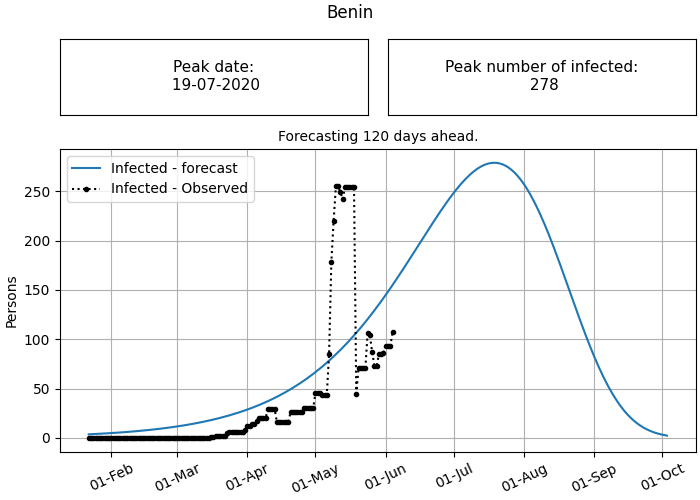 Benin
Peak date:
19-07-2020
Peak number of infected:
278
Forecasting 120 days ahead.
Infected - forecast
Infected - Observed
Persons
250
200
150
100
50
0
01-Feb
01-Mar
01-Apr
01-May
01-Jun
01-Jul
01-Aug
01-Sep
01-Oct